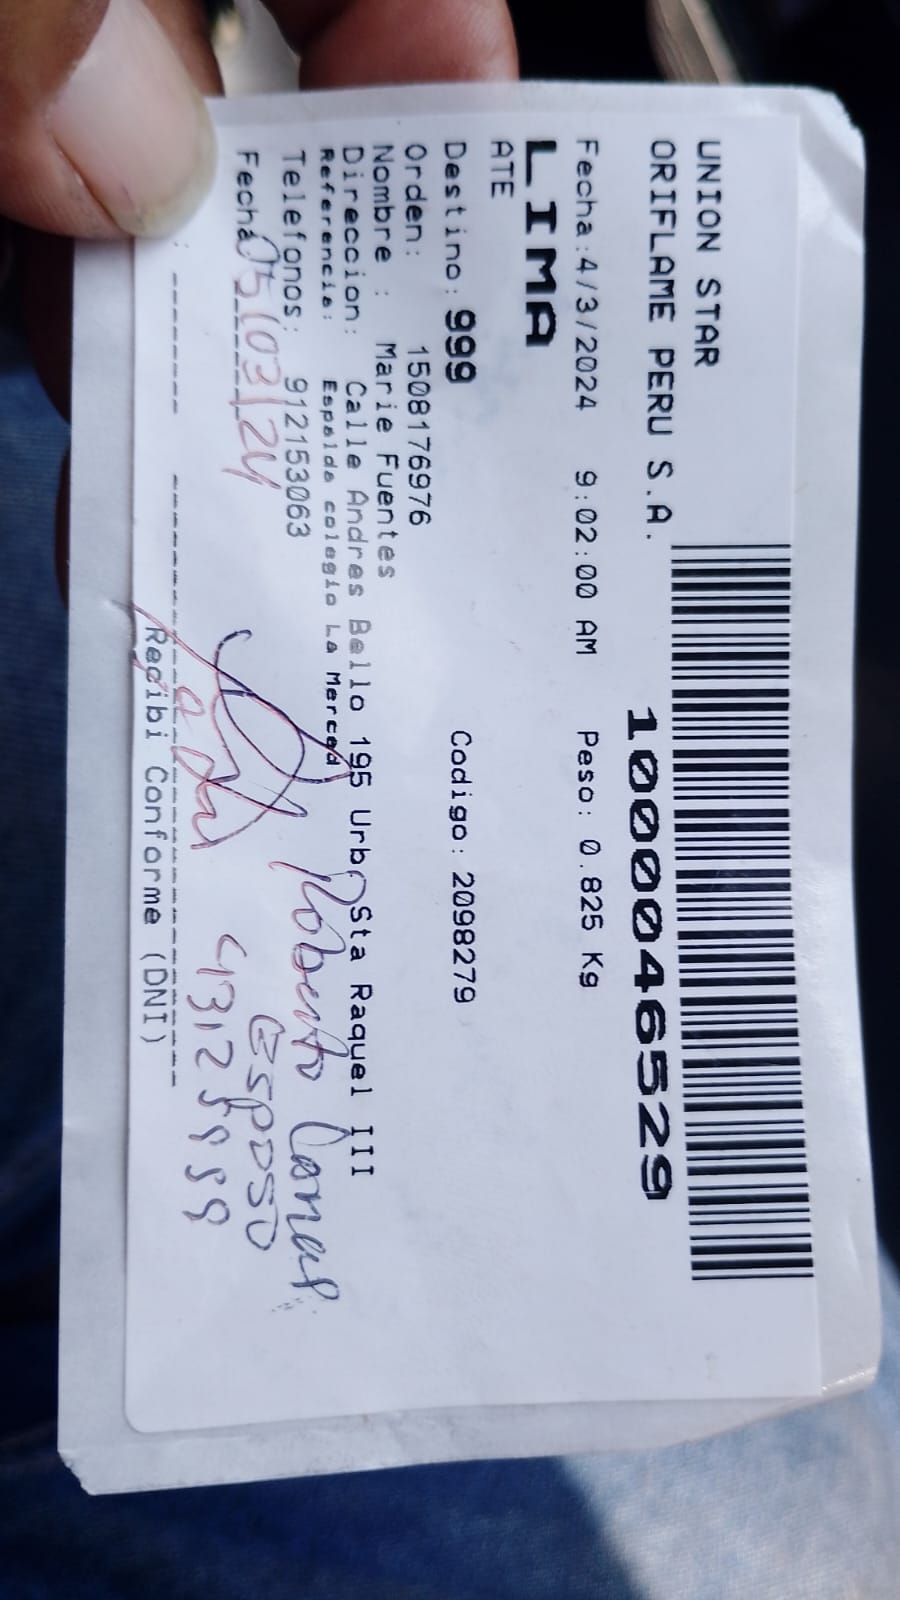 UNION STAR
ORIFLAME PERU S.A.
10000046529
Fecha:4/3/2024 9:02:00 AM Peso: 0.825 Kg
LIMA
ATE
Destino: 999 Codigo: 2098279
Orden: 1508176976
Nombre : Marie Fuentes
Direccion: Calle Andres Bello 195 Urb. Sta Raquel III
Referencia: Espalda colegio La Merced
Telefonos: 912153063
Roberto
Fecha 05/03/24
ESPOSO
Recibi Conforme (DNI)